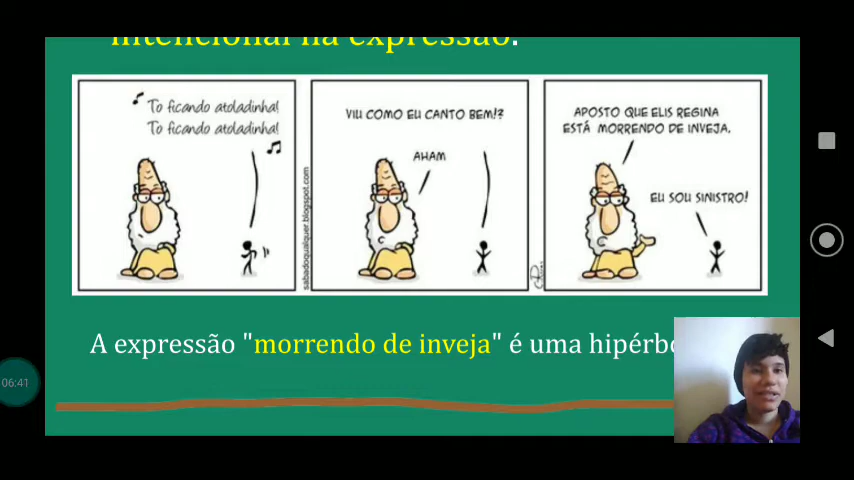 intencional na expressão.
To ficando atoladinha!
To ficando atoladinha!
sabadoqualquer.blogspot.com
VIU COMO EU CANTO BEM!?
AHAM
APOSTO QUE ELIS REGINA
ESTÁ MORRENDO DE INVEJA.
EU SOU SINISTRO!
A expressão "morrendo de inveja" é uma
06:41